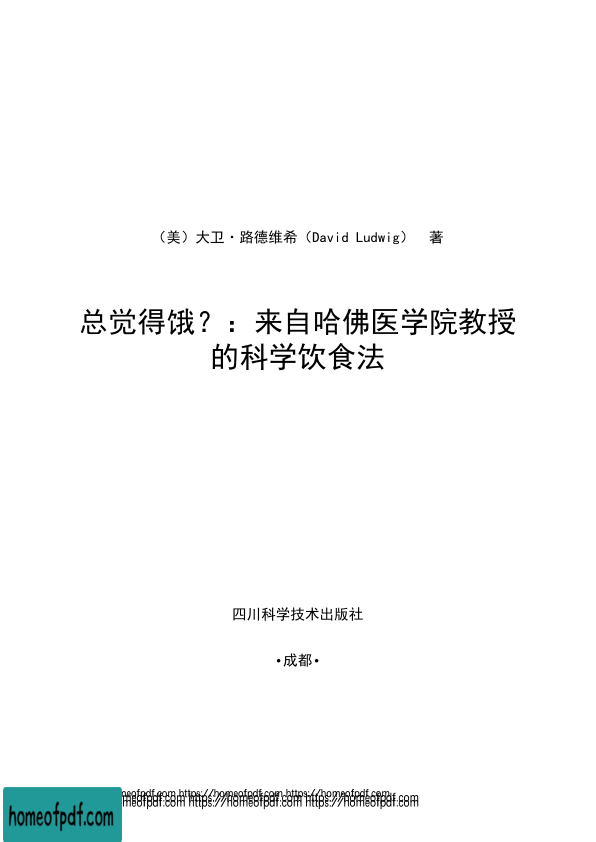 （美）大卫·路德维希（David Ludwig） 著
总觉得饿？：来自哈佛医学院教授
的科学饮食法
四川科学技术出版社
•成都•
homeofpdf.com https://homeofpdf.com https://homeofpdf.com
homeofpdf.com https://homeofpdf.com https://homeofpdf.com
homeofpdf.com